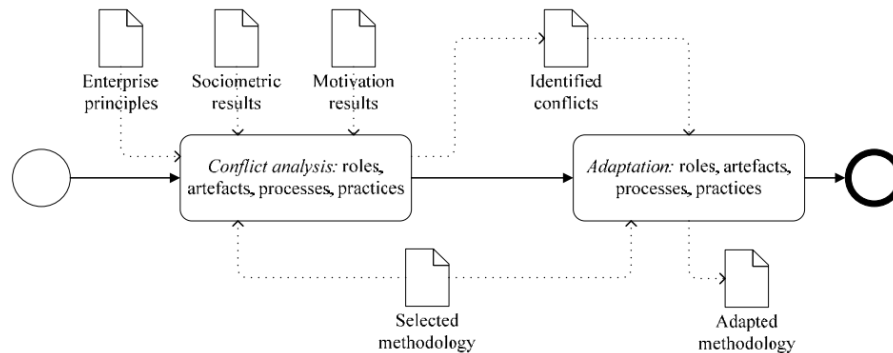 Enterprise
principles
Sociometric
results
Motivation
results
Identified
conflicts
Conflict analysis: roles,
artefacts, processes, practices
Adaptation: roles, artefacts,
processes, practices
Selected
methodology
Adapted
methodology